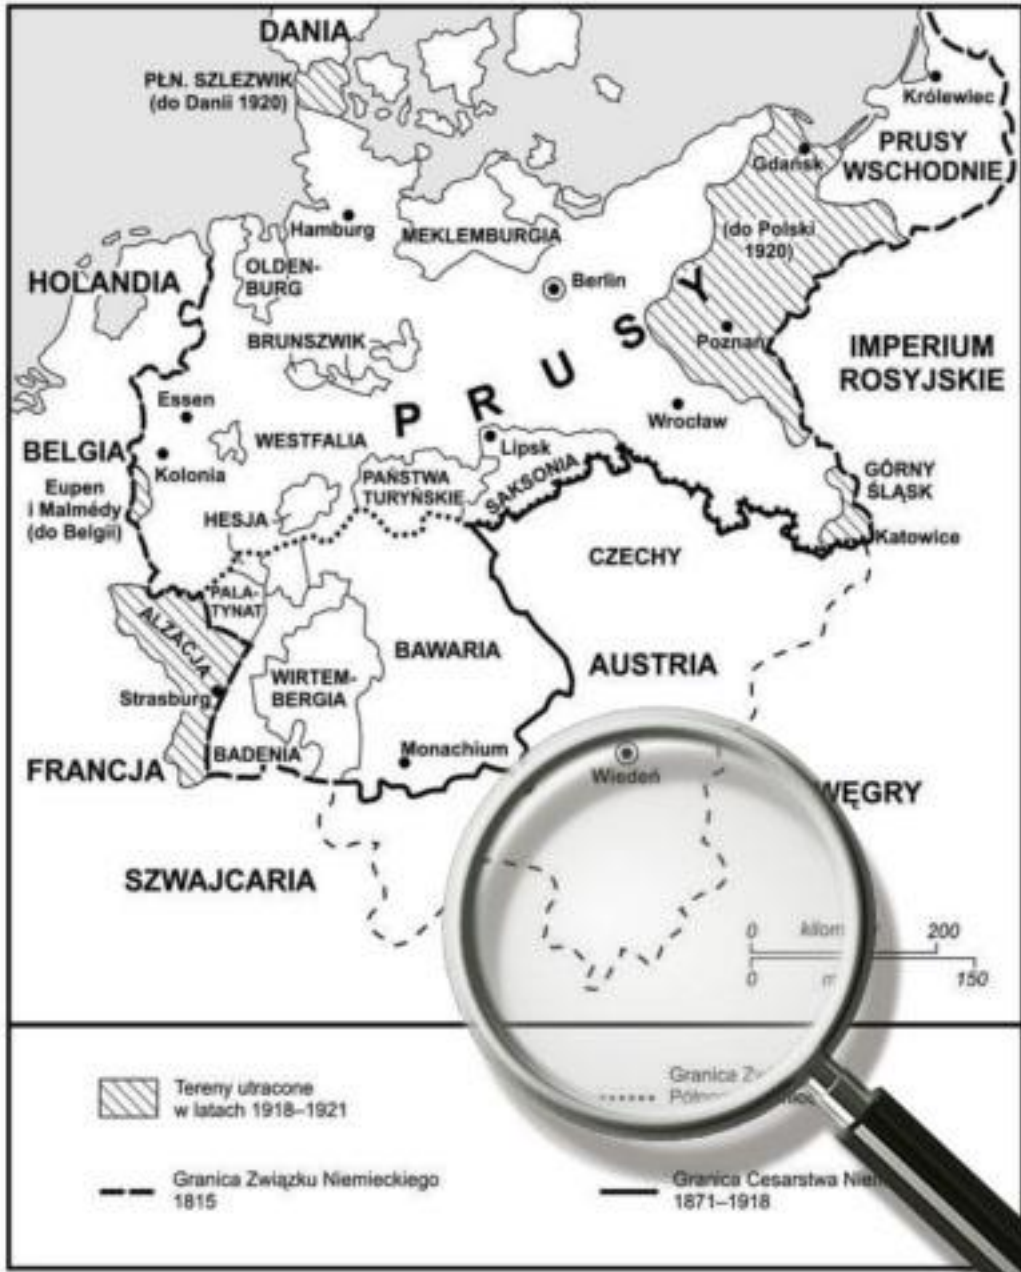 DANIA
PŁN. SZLEZWIK
(do Danii 1920)
Królewiec
PRUSY
WSCHODNIE
Gdańsk
Hamburg
MEKLEMBURGIA
(do Polski
1920)
HOLANDIA
OLDEN-
BURG
Berlin
BRUNSZWIK
Poznań
IMPERIUM
ROSYJSKIE
PRUSY
Essen
Wrocław
BELGIA
WESTFALIA
Lipsk
Kolonia
PAŃSTWA
TURYŃSKIE
SAKSONIA
GÓRNY
ŚLĄSK
Eupen
i Malmédy
(do Belgii)
HESJA
Katowice
CZECHY
PALA-
TYNAT
ALZACJA
BAWARIA
AUSTRIA
WIRTEM-
BERGIA
Strasburg
BADENIA
Monachium
Wiedeń
FRANCJA
WĘGRY
SZWAJCARIA
0 200
0 150
Tereny utracone
w latach 1918–1921
Granica
Granica Związku Niemieckiego
1815
Granica Cesarstwa
1871–1918